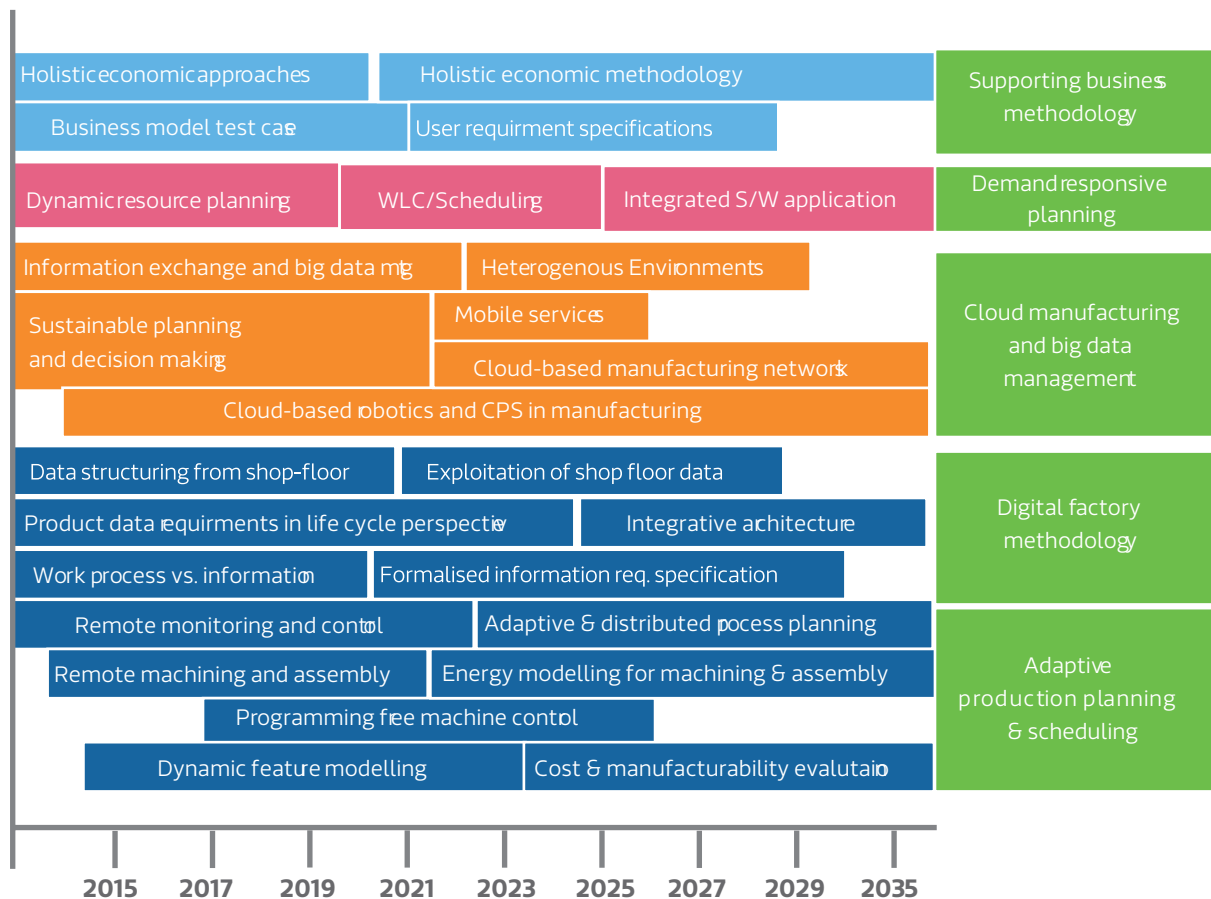 Holistic economic approaches
Holistic economic methodology
Supporting business
methodology
Business model test case
User requirment specifications
Dynamic resource planning
WLC/Scheduling
Integrated S/W application
Demand responsive
planning
Information exchange and big data mtg
Heterogenous Environments
Sustainable planning
and decision making
Mobile services
Cloud-based manufacturing network
Cloud manufacturing
and big data
management
Cloud-based robotics and CPS in manufacturing
Data structuring from shop-floor
Exploitation of shop floor data
Product data requirments in life cycle perspective
Integrative architecture
Digital factory
methodology
Work process vs. information
Formalised information req. specification
Remote monitoring and control
Adaptive & distributed process planning
Remote machining and assembly
Energy modelling for machining & assembly
Adaptive
production planning
& scheduling
Programming free machine control
Dynamic feature modelling
Cost & manufacturability evalutaion
2015 2017 2019 2021 2023 2025 2027 2029 2035